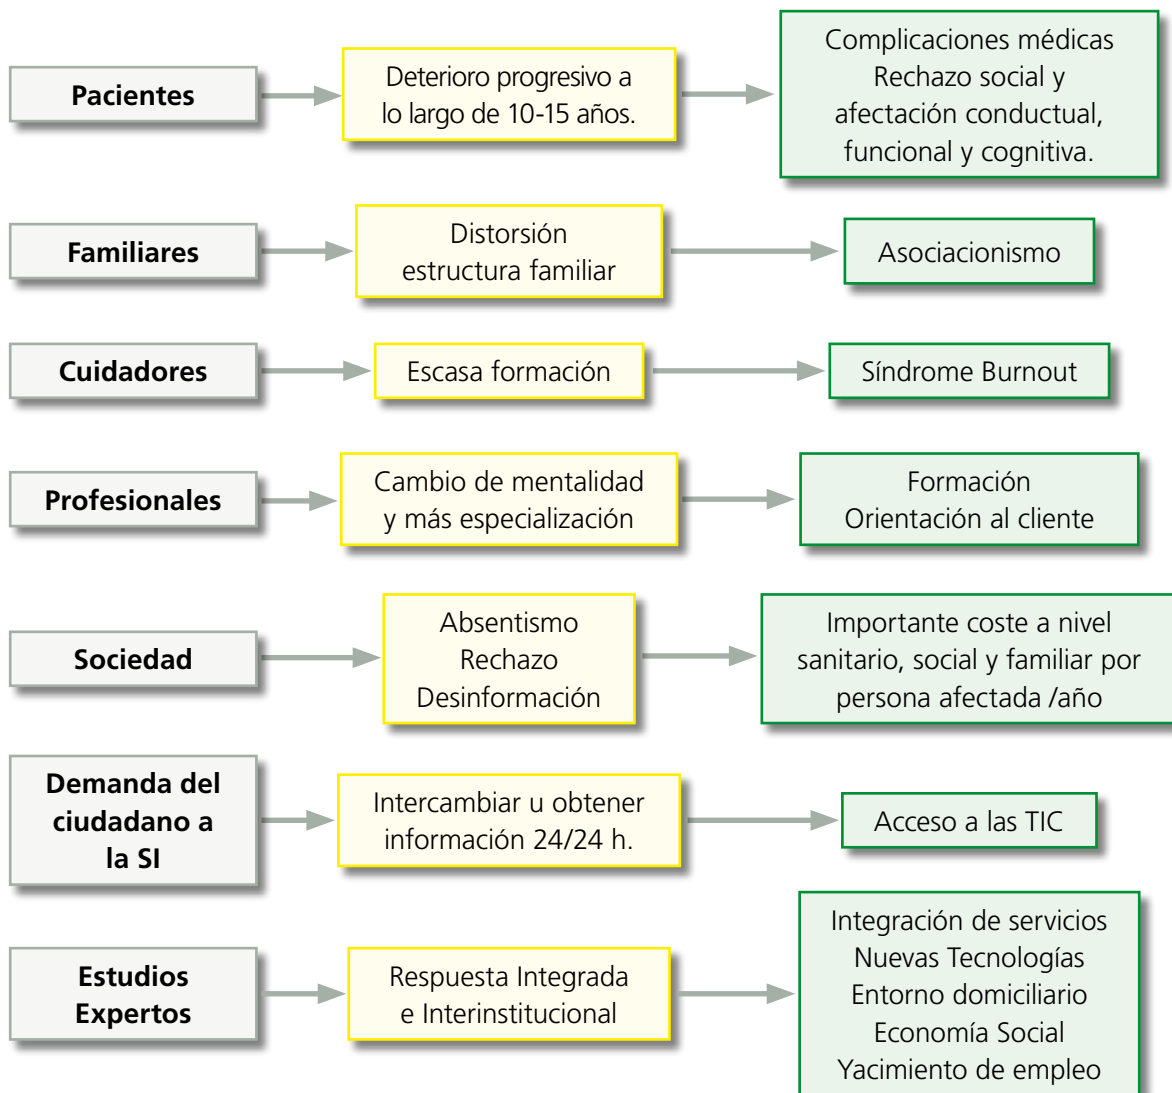 Pacientes
Deterioro progresivo a
lo largo de 10-15 años.
Complicaciones médicas
Rechazo social y
afectación conductual,
funcional y cognitiva.
Familiares
Distorsión
estructura familiar
Asociacionismo
Cuidadores
Escasa formación
Síndrome Burnout
Profesionales
Cambio de mentalidad
y más especialización
Formación
Orientación al cliente
Sociedad
Absentismo
Rechazo
Desinformación
Importante coste a nivel
sanitario, social y familiar por
persona afectada /año
Demanda del
ciudadano a
la SI
Intercambiar u obtener
información 24/24 h.
Acceso a las TIC
Estudios
Expertos
Respuesta Integrada
e Interinstitucional
Integración de servicios
Nuevas Tecnologías
Entorno domiciliario
Economía Social
Yacimiento de empleo